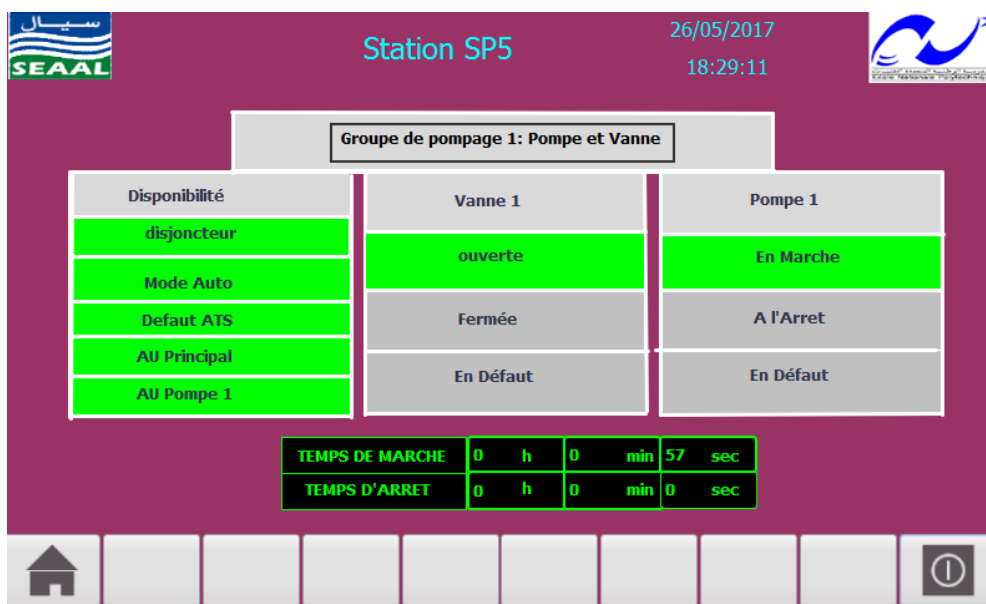 سيال
SEAAL
Station SP5
26/05/2017
18:29:11
Groupe de pompage 1: Pompe et Vanne
Disponibilité
disjoncteur
Mode Auto
Defaut ATS
AU Principal
AU Pompe 1
Vanne 1
ouverte
Fermée
En Défaut
Pompe 1
En Marche
A l'Arret
En Défaut
TEMPS DE MARCHE 0 h 0 min 57 sec
TEMPS D'ARRET 0 h 0 min 0 sec